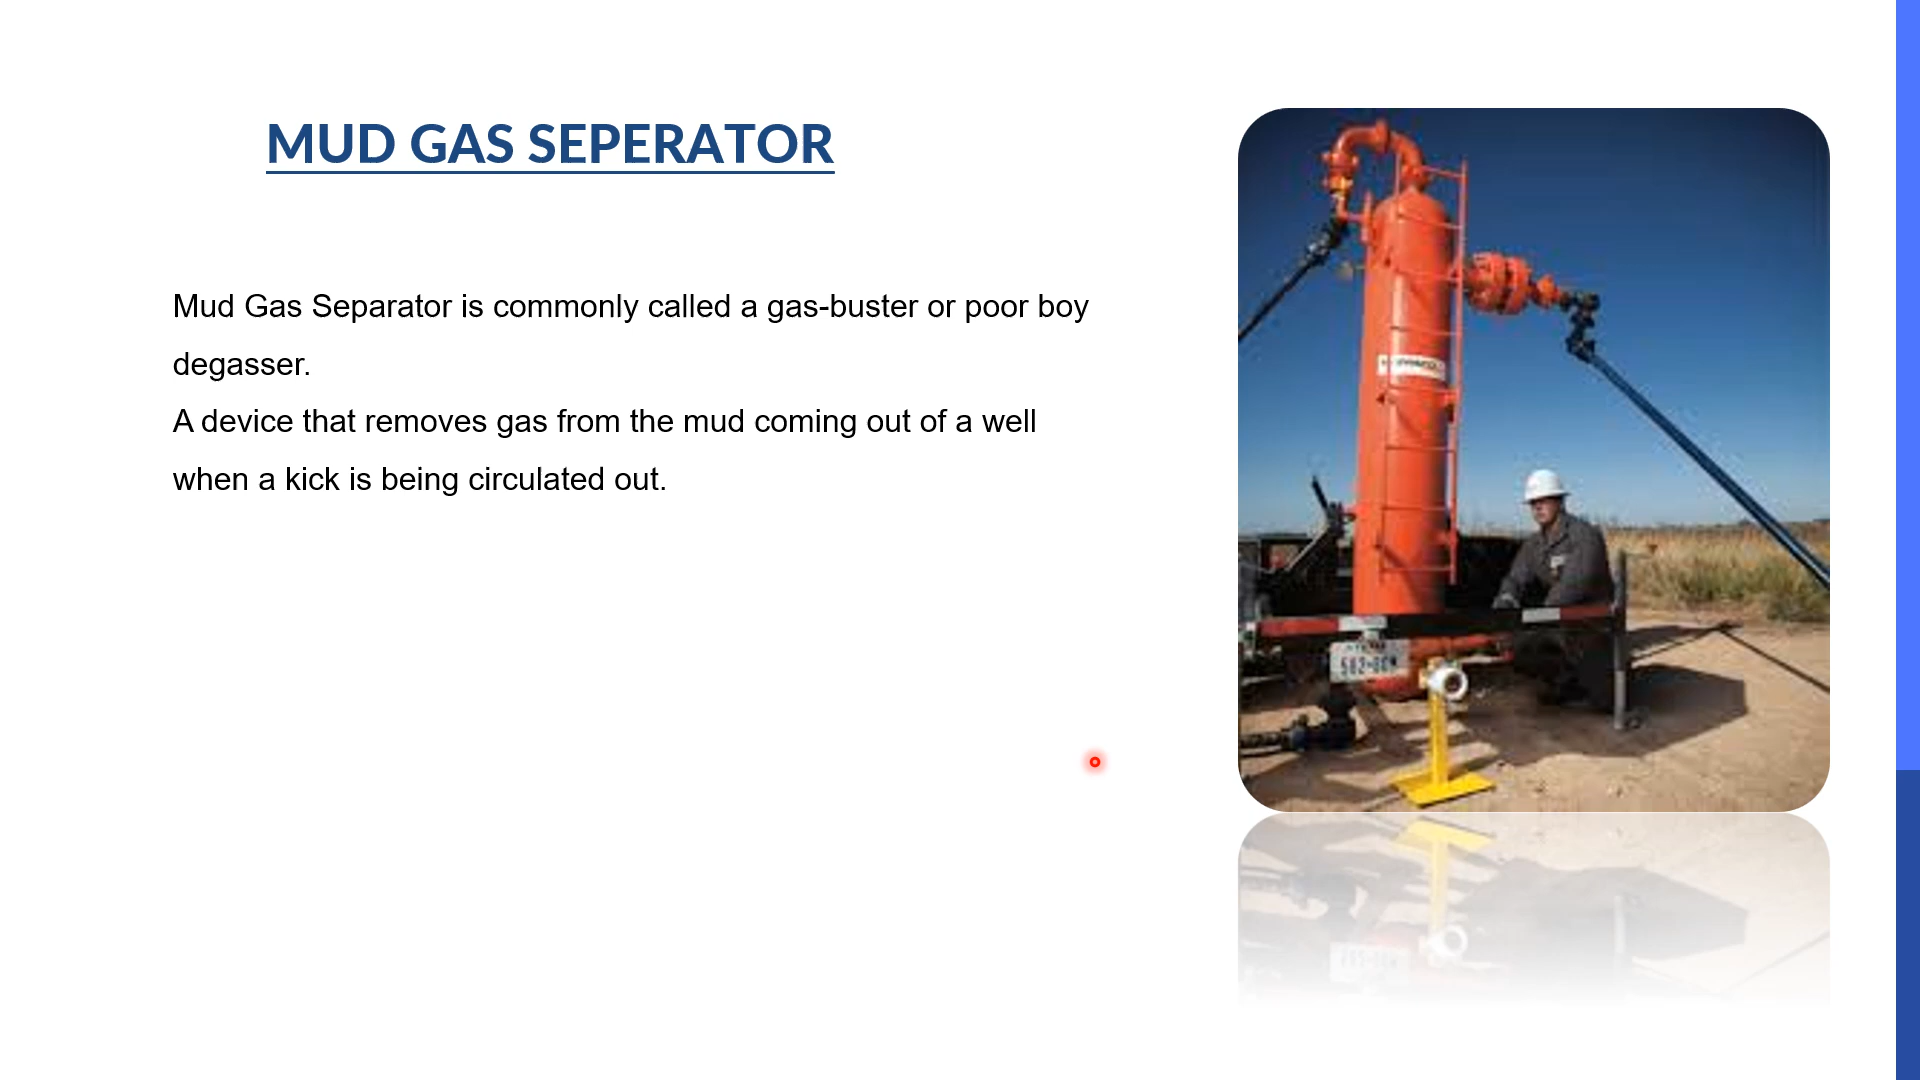 MUD GAS SEPERATOR
Mud Gas Separator is commonly called a gas-buster or poor boy
degasser.
A device that removes gas from the mud coming out of a well
when a kick is being circulated out.